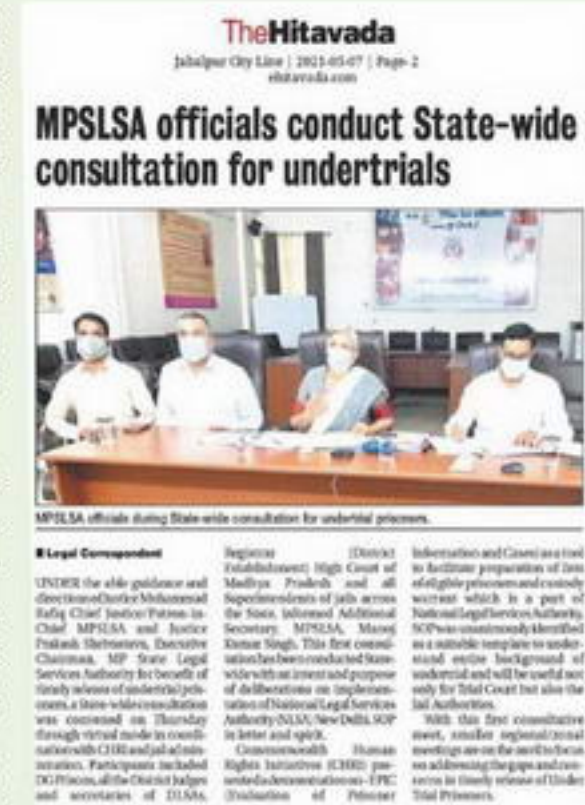 TheHitavada
Jabalpur City Line | 2021-05-07 | Page- 2
ehitavada.com
MPSLSA officials conduct State-wide
consultation for undertrials
MPSLSA officials during State-wide consultation for undertrial prisoners.
Legal Correspondent
UNDER the able guidance and
direction of Justice Mohammad
Rafiq Chief Justice/Patron-in-
Chief MPSLSA and Justice
Prakash Shrivastava, Executive
Chairman, MP State Legal
Services Authority for benefit of
timely release of undertrial pris-
oners, a State-wide consultation
was convened on Thursday
through virtual mode in coordi-
nation with CHRI and jail admin-
istration. Participants included
DG Prisons, all the District Judges
and secretaries of DLSAs,
Registrar (District
Establishment) High Court of
Madhya Pradesh and all
Superintendents of jails across
the State, informed Additional
Secretary, MPSLSA, Manoj
Kumar Singh. This first consul-
tation has been conducted State-
wide with an intent and purpose
of deliberations on implemen-
tation of National Legal Services
Authority (NLSA) New Delhi, SOP
in letter and spirit.
Commonwealth Human
Rights Initiatives (CHRI) pre-
sented a demonstration on - EPIC
(Evaluation of Prisoner
Information and Cases) as a tool
to facilitate preparation of lists
of eligible prisoners and custody
warrant which is a part of
National Legal Services Authority.
SOP was unanimously identified
as a suitable template to under-
stand entire background of
undertrial and will be useful not
only for Trial Court but also the
Jail Authorities.
With this first consultative
meet, smaller regional/zonal
meetings are on the anvil to focus
on addressing the gaps and con-
cerns in timely release of Under
Trial Prisoners.